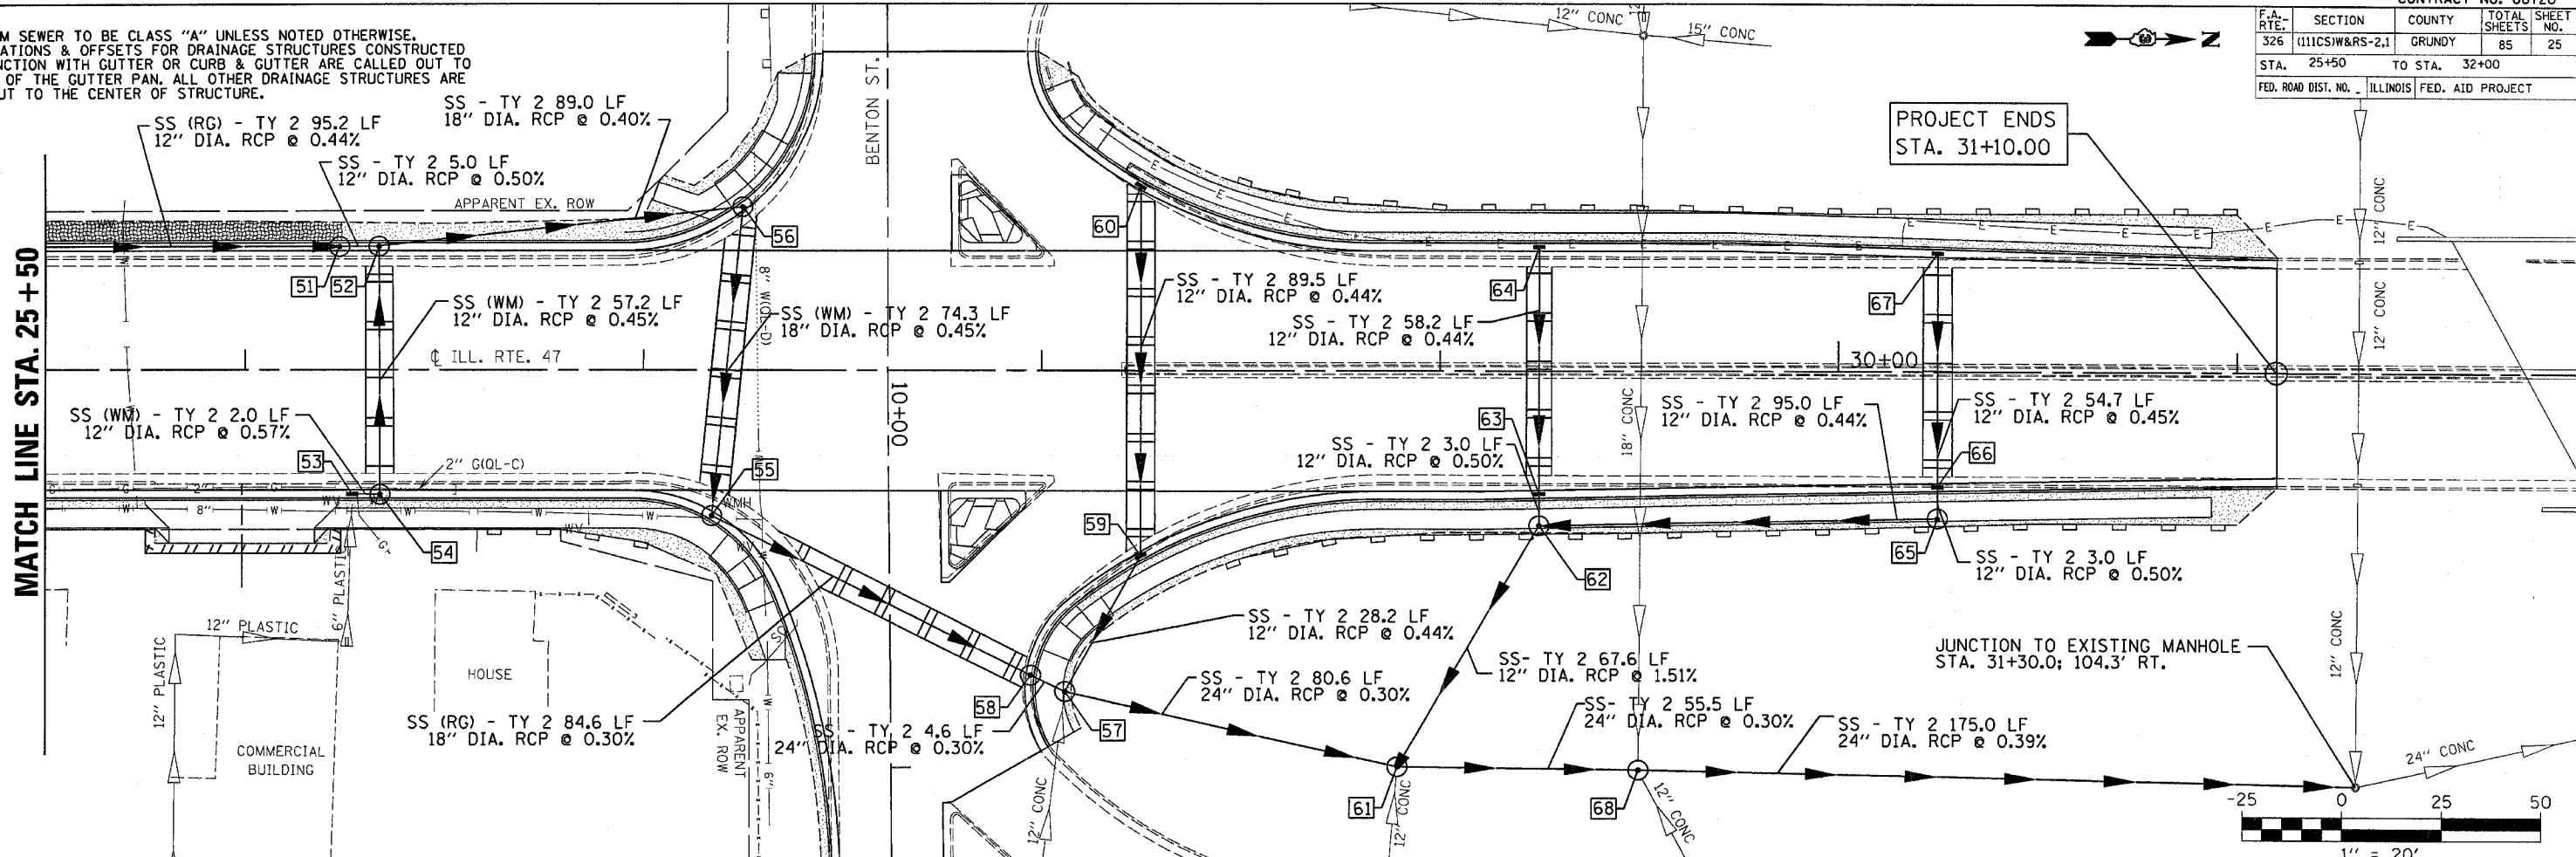 M SEWER TO BE CLASS "A" UNLESS NOTED OTHERWISE.
ATIONS & OFFSETS FOR DRAINAGE STRUCTURES CONSTRUCTED
NCTION WITH GUTTER OR CURB & GUTTER ARE CALLED OUT TO
OF THE GUTTER PAN. ALL OTHER DRAINAGE STRUCTURES ARE
UT TO THE CENTER OF STRUCTURE.
F.A. RTE.
SECTION
COUNTY
TOTAL SHEETS
SHEET NO.
326
(111CS)W&RS-2,1
GRUNDY
85
25
STA. 25+50 TO STA. 32+00
FED. ROAD DIST. NO. _
ILLINOIS
FED. AID PROJECT
N
12" CONC
15" CONC
PROJECT ENDS
STA. 31+10.00
MATCH LINE STA. 25+50
SS (RG) - TY 2 95.2 LF
12" DIA. RCP @ 0.44%
SS - TY 2 5.0 LF
12" DIA. RCP @ 0.50%
SS - TY 2 89.0 LF
18" DIA. RCP @ 0.40%
APPARENT EX. ROW
BENTON ST.
51
52
56
60
64
67
8" W(QL-D)
SS (WM) - TY 2 57.2 LF
12" DIA. RCP @ 0.45%
SS (WM) - TY 2 74.3 LF
18" DIA. RCP @ 0.45%
SS - TY 2 89.5 LF
12" DIA. RCP @ 0.44%
SS - TY 2 58.2 LF
12" DIA. RCP @ 0.44%
12" CONC
12" CONC
12" CONC
℄ ILL. RTE. 47
30+00
10+00
18" CONC
SS (WM) - TY 2 2.0 LF
12" DIA. RCP @ 0.57%
2" G(QL-C)
53
54
55
WMH
SS - TY 2 3.0 LF
12" DIA. RCP @ 0.50%
63
SS - TY 2 95.0 LF
12" DIA. RCP @ 0.44%
SS - TY 2 54.7 LF
12" DIA. RCP @ 0.45%
66
59
62
65
SS - TY 2 3.0 LF
12" DIA. RCP @ 0.50%
6" PLASTIC
12" PLASTIC
12" PLASTIC
HOUSE
COMMERCIAL
BUILDING
SS (RG) - TY 2 84.6 LF
18" DIA. RCP @ 0.30%
APPARENT
EX. ROW
SS - TY 2 4.6 LF
24" DIA. RCP @ 0.30%
58
57
SS - TY 2 28.2 LF
12" DIA. RCP @ 0.44%
SS - TY 2 80.6 LF
24" DIA. RCP @ 0.30%
SS- TY 2 67.6 LF
12" DIA. RCP @ 1.51%
SS- TY 2 55.5 LF
24" DIA. RCP @ 0.30%
SS - TY 2 175.0 LF
24" DIA. RCP @ 0.39%
JUNCTION TO EXISTING MANHOLE
STA. 31+30.0; 104.3' RT.
61
68
12" CONC
12" CONC
12" CONC
24" CONC
-25 0 25 50
1" = 20'